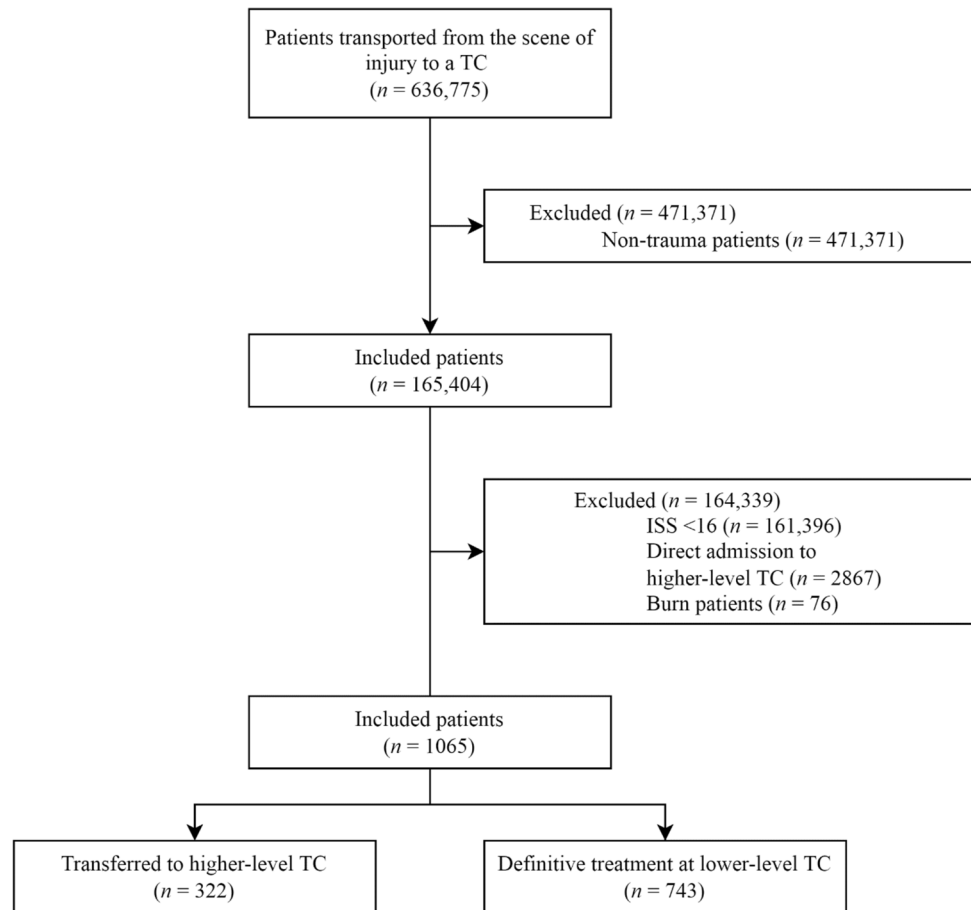 Patients transported from the scene of
injury to a TC
(n = 636,775)
Excluded (n = 471,371)
Non-trauma patients (n = 471,371)
Included patients
(n = 165,404)
Excluded (n = 164,339)
ISS <16 (n = 161,396)
Direct admission to
higher-level TC (n = 2867)
Burn patients (n = 76)
Included patients
(n = 1065)
Transferred to higher-level TC
(n = 322)
Definitive treatment at lower-level TC
(n = 743)